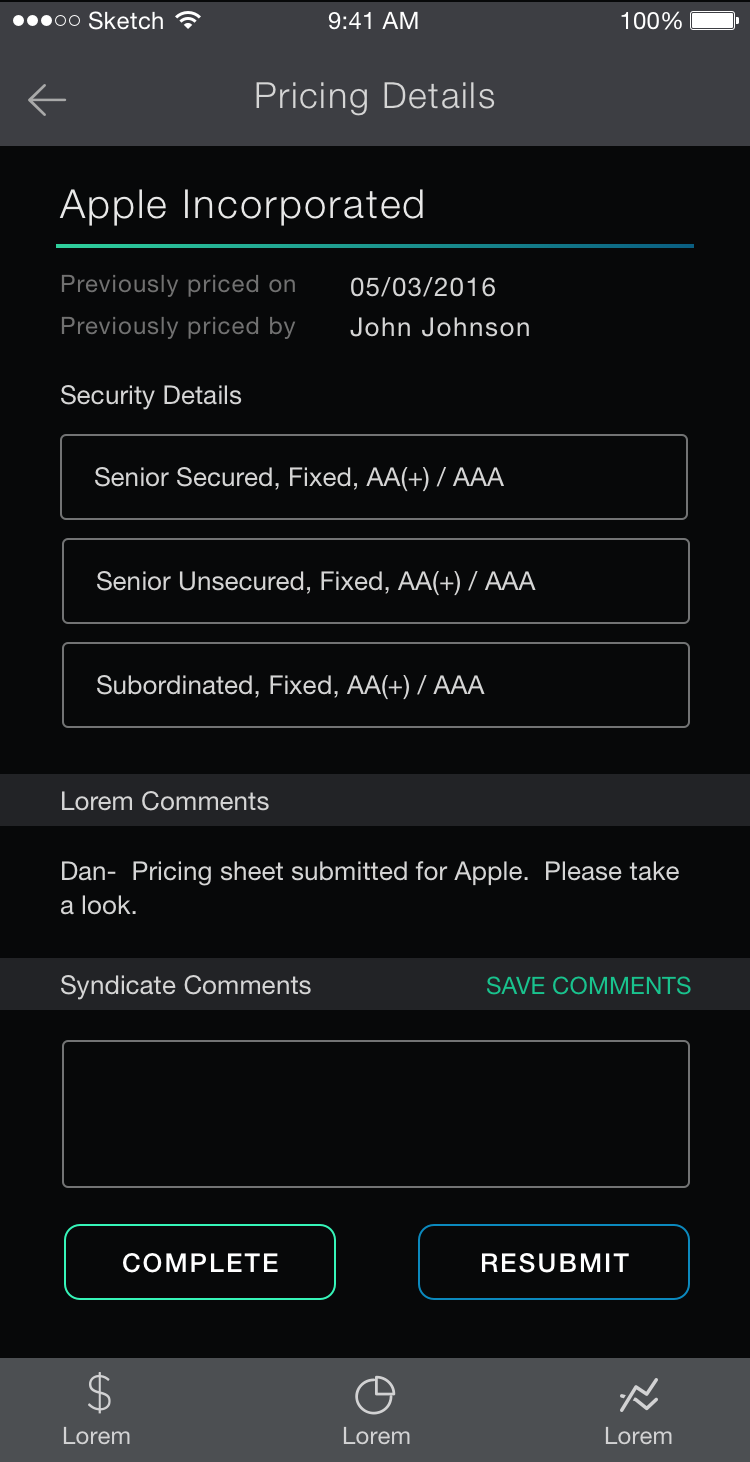 Sketch 9:41 AM 100%
Pricing Details
Apple Incorporated
Previously priced on 05/03/2016
Previously priced by John Johnson
Security Details
Senior Secured, Fixed, AA(+) / AAA
Senior Unsecured, Fixed, AA(+) / AAA
Subordinated, Fixed, AA(+) / AAA
Lorem Comments
Dan-  Pricing sheet submitted for Apple.  Please take
a look.
Syndicate Comments SAVE COMMENTS
COMPLETE RESUBMIT
$
Lorem Lorem Lorem